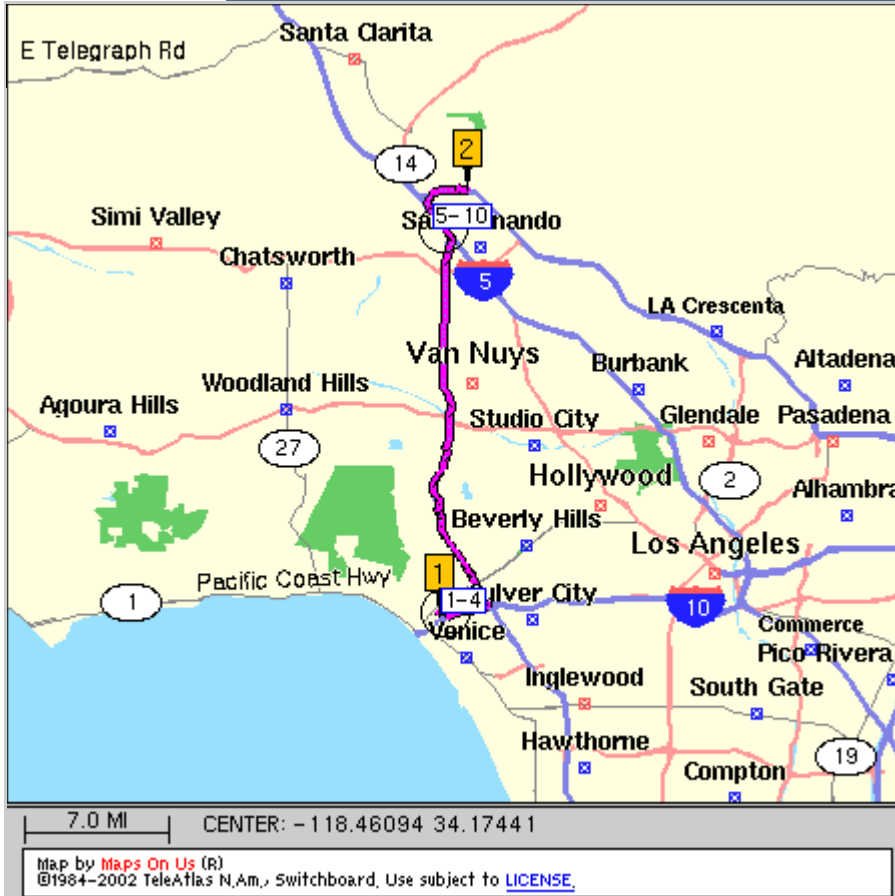 Santa Clarita
E Telegraph Rd
2
14
5-10
Simi Valley
Chatsworth
5
LA Crescenta
Van Nuys
Burbank
Altadena
Woodland Hills
Agoura Hills
Studio City
Glendale
Pasadena
27
Hollywood
2
Alhambra
Beverly Hills
Los Angeles
1
Pacific Coast Hwy
1
1-4
ulver City
10
Venice
Commerce
Pico Rivera
Inglewood
South Gate
Hawthorne
19
Compton
7.0 MI
CENTER: -118.46094 34.17441
Map by Maps On Us (R)
©1984-2002 TeleAtlas N.Am., Switchboard. Use subject to LICENSE.